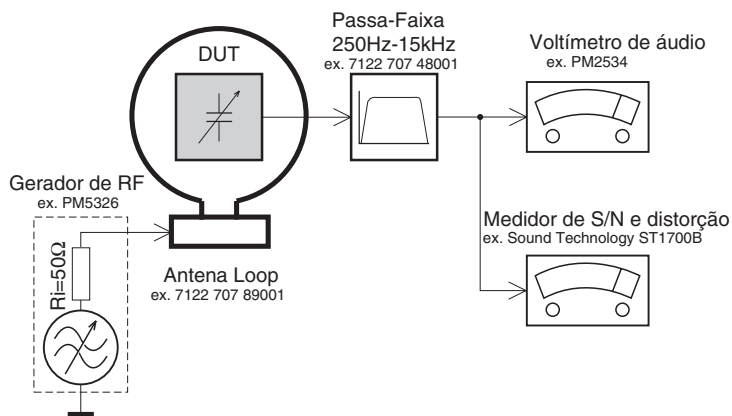 Passa-Faixa
250Hz-15kHz
ex. 7122 707 48001
DUT
Voltímetro de áudio
ex. PM2534
Gerador de RF
ex. PM5326
Ri=50Ω
Antena Loop
ex. 7122 707 89001
Medidor de S/N e distorção
ex. Sound Technology ST1700B